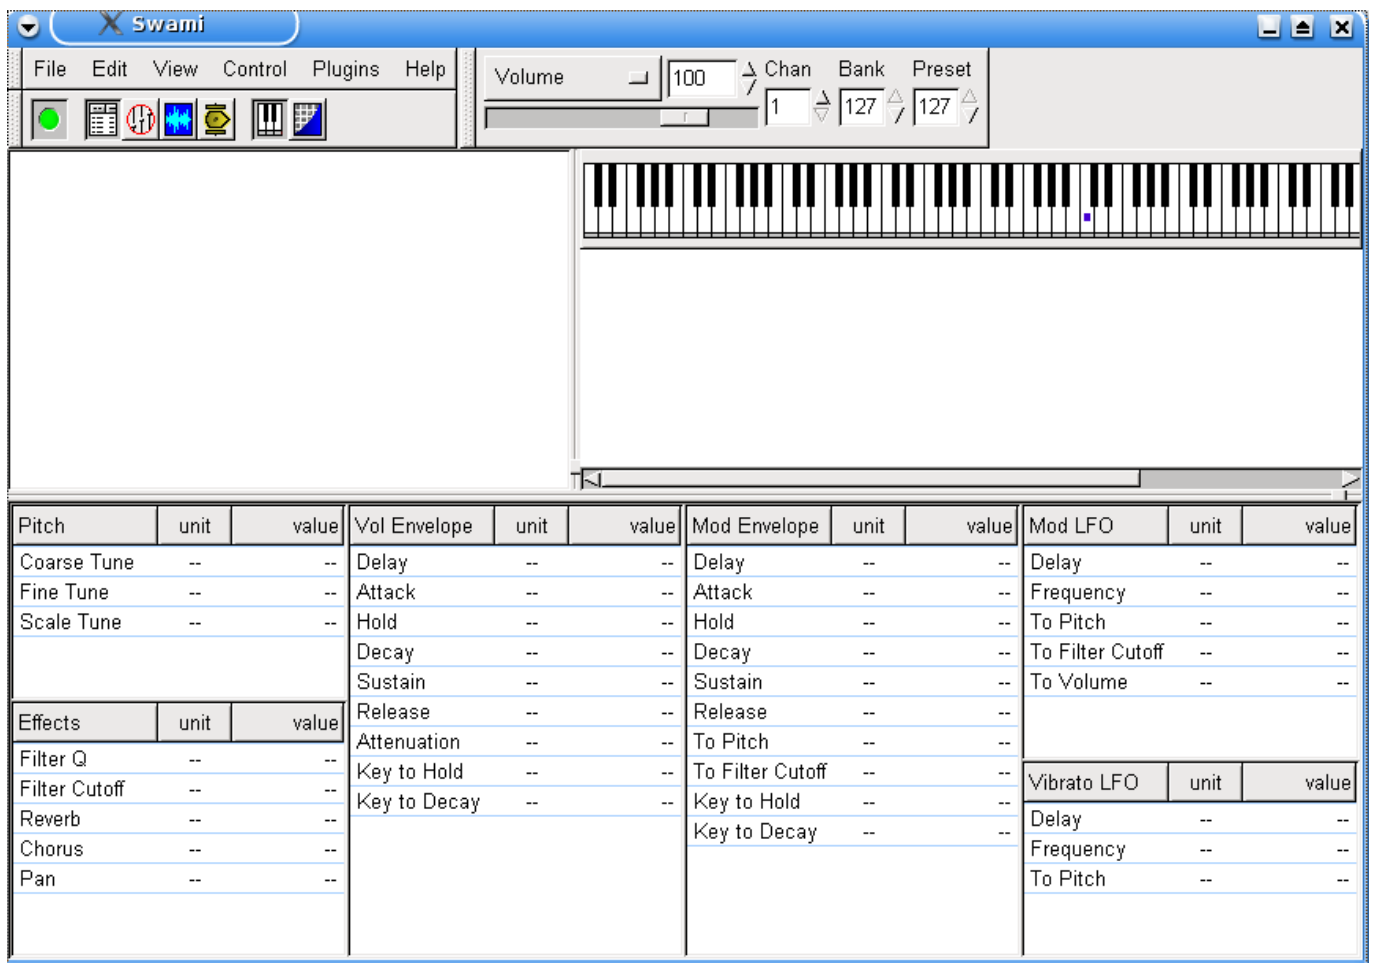 Swami
File Edit View Control Plugins Help
Volume 100 Chan Bank Preset
1 127 127
Pitch unit value
Coarse Tune -- --
Fine Tune -- --
Scale Tune -- --
Effects unit value
Filter Q -- --
Filter Cutoff -- --
Reverb -- --
Chorus -- --
Pan -- --
Vol Envelope unit value
Delay -- --
Attack -- --
Hold -- --
Decay -- --
Sustain -- --
Release -- --
Attenuation -- --
Key to Hold -- --
Key to Decay -- --
Mod Envelope unit value
Delay -- --
Attack -- --
Hold -- --
Decay -- --
Sustain -- --
Release -- --
To Pitch -- --
To Filter Cutoff -- --
Key to Hold -- --
Key to Decay -- --
Mod LFO unit value
Delay -- --
Frequency -- --
To Pitch -- --
To Filter Cutoff -- --
To Volume -- --
Vibrato LFO unit value
Delay -- --
Frequency -- --
To Pitch -- --